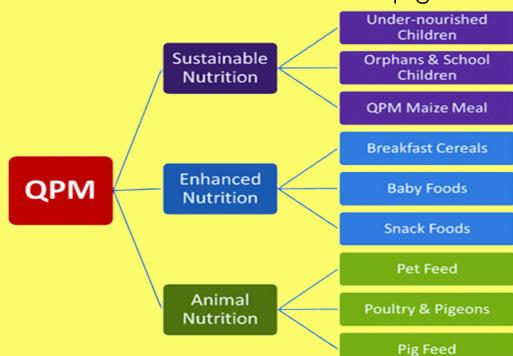 QPM
Sustainable
Nutrition
Under-nourished
Children
Orphans & School
Children
QPM Maize Meal
Enhanced
Nutrition
Breakfast Cereals
Baby Foods
Snack Foods
Animal
Nutrition
Pet Feed
Poultry & Pigeons
Pig Feed